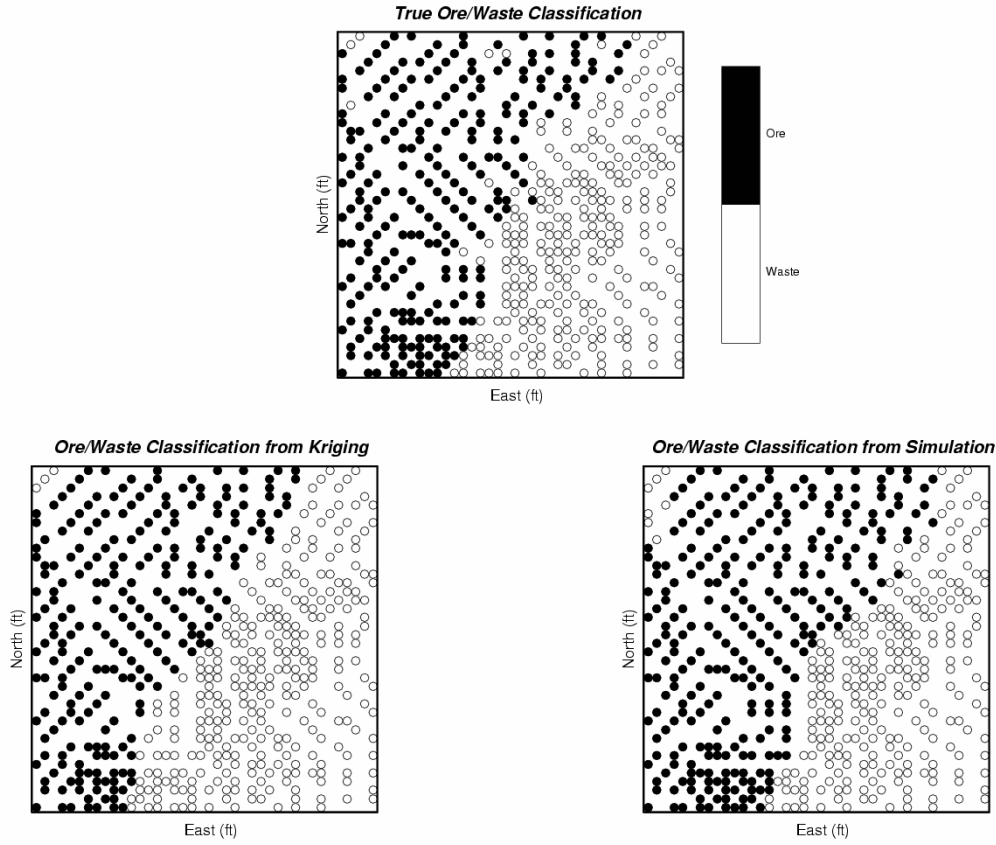 True Ore/Waste Classification
Ore
Waste
North (ft)
East (ft)
Ore/Waste Classification from Kriging
Ore/Waste Classification from Simulation
North (ft)
North (ft)
East (ft)
East (ft)